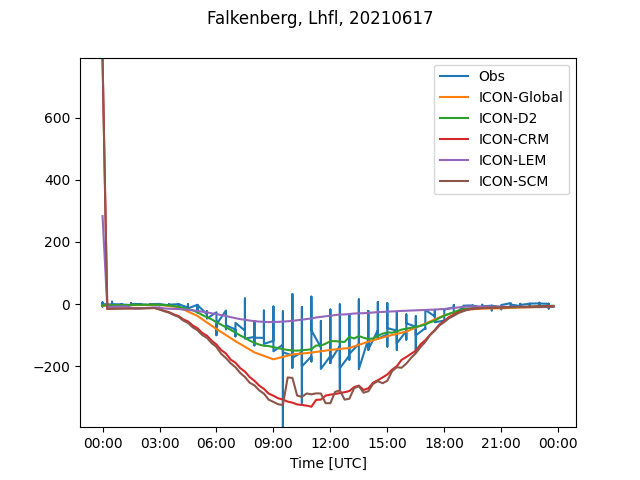 Falkenberg, Lhfl, 20210617
Obs
ICON-Global
ICON-D2
ICON-CRM
ICON-LEM
ICON-SCM
600
400
200
0
−200
00:00 03:00 06:00 09:00 12:00 15:00 18:00 21:00 00:00
Time [UTC]